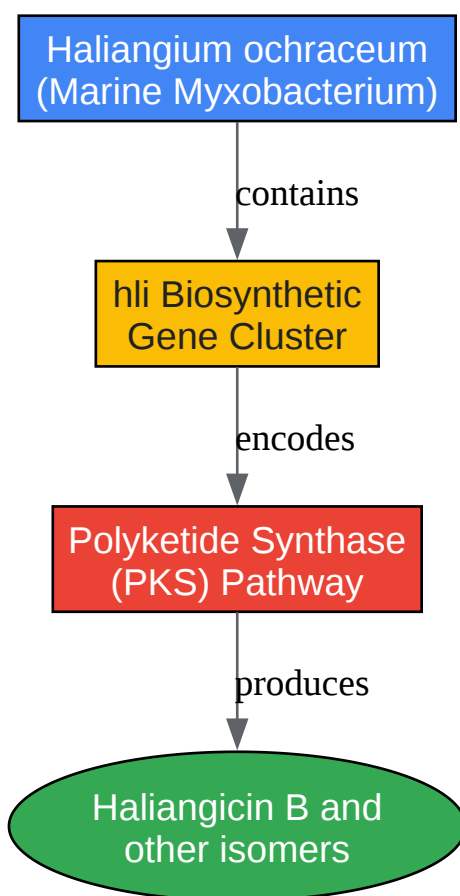 Haliangium ochraceum
(Marine Myxobacterium)
contains
hli Biosynthetic
Gene Cluster
encodes
Polyketide Synthase
(PKS) Pathway
produces
Haliangicin B and
other isomers